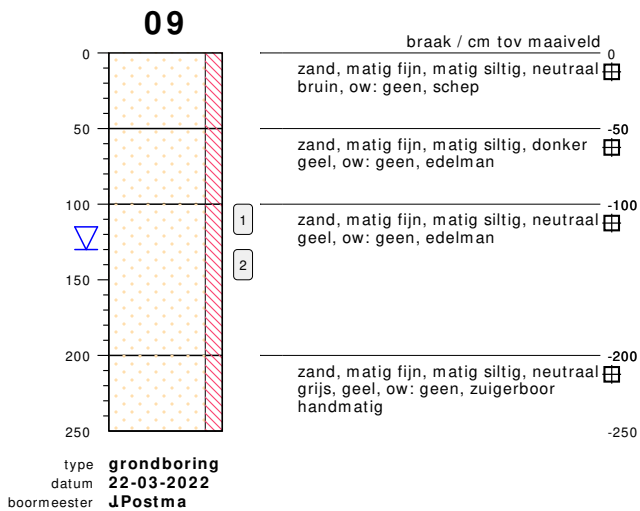 09
braak / cm tov maaiveld
0
0
zand, matig fijn, matig siltig, neutraal
bruin, ow: geen, schep
50
-50
zand, matig fijn, matig siltig, donker
geel, ow: geen, edelman
100
-100
1
zand, matig fijn, matig siltig, neutraal
geel, ow: geen, edelman
2
150
200
-200
zand, matig fijn, matig siltig, neutraal
grijs, geel, ow: geen, zuigerboor
handmatig
250
-250
type grondboring
datum 22-03-2022
boormeester J.Postma